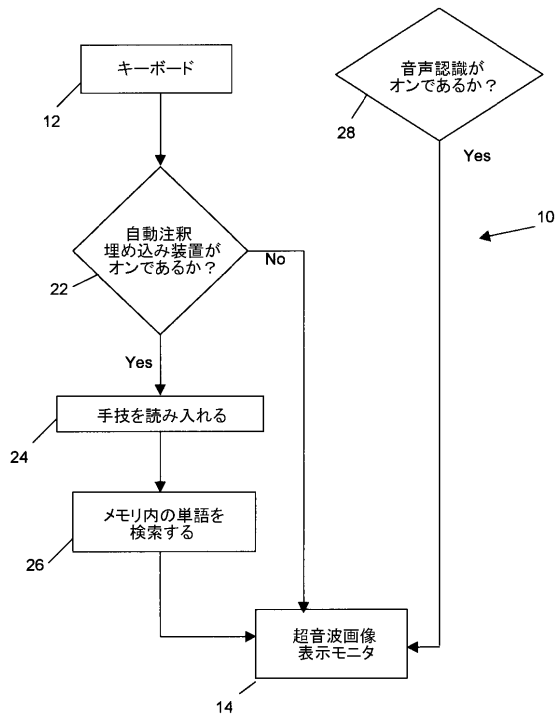 キーボード
12
音声認識が
オンであるか？
28
Yes
10
自動注釈
埋め込み装置が
オンであるか？
22
No
Yes
手技を読み入れる
24
メモリ内の単語を
検索する
26
超音波画像
表示モニタ
14